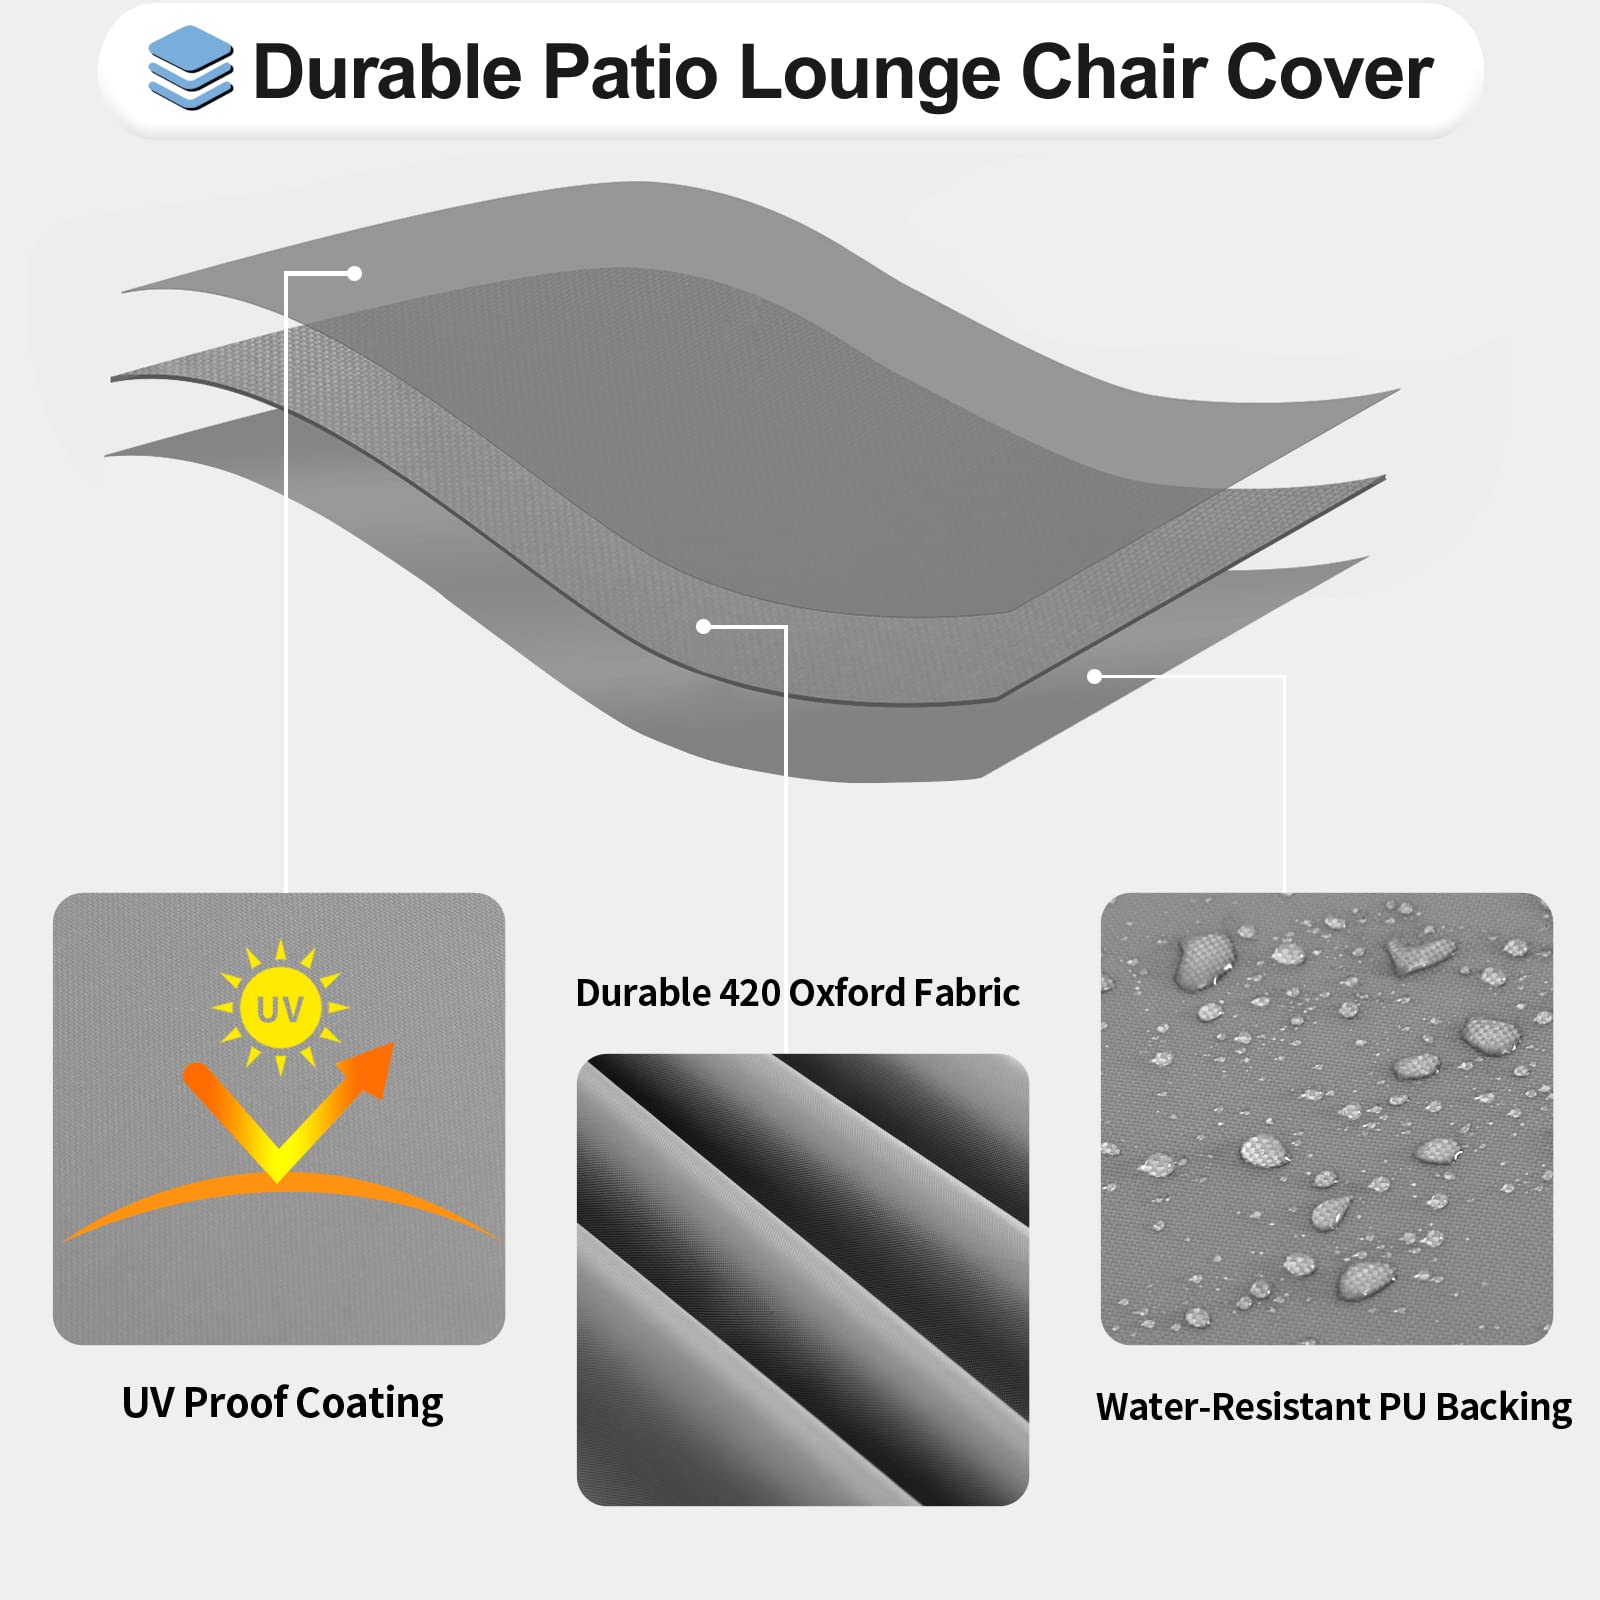 Durable Patio Lounge Chair Cover
UV
Durable 420 Oxford Fabric
UV Proof Coating
Water-Resistant PU Backing